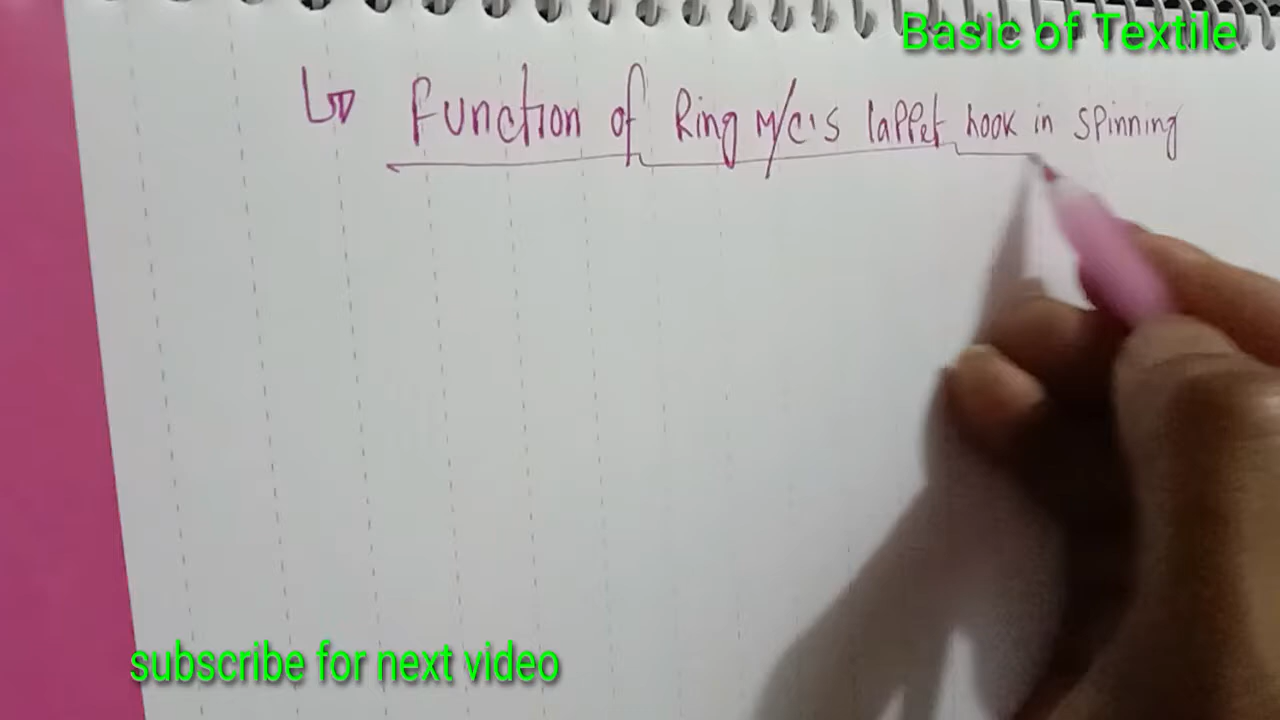 Basic of Textile
Function of Ring M/C's lappet hook in spinning
subscribe for next video